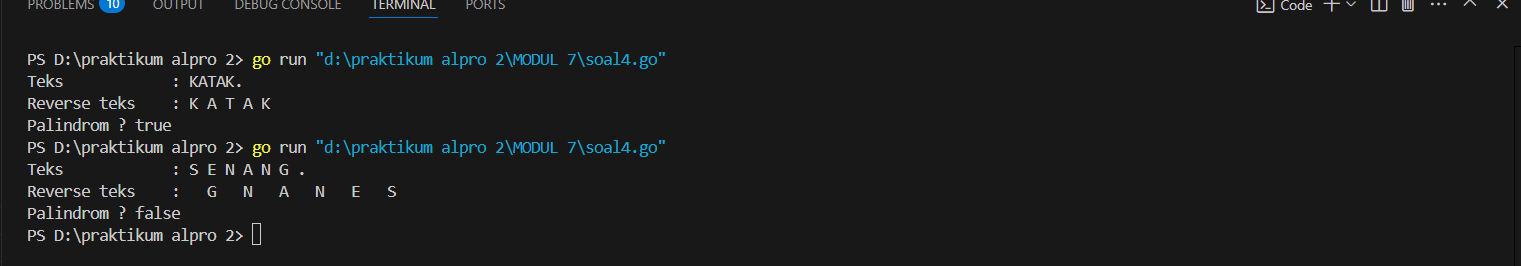 PROBLEMS 10 OUTPUT DEBUG CONSOLE TERMINAL PORTS Code
PS D:\praktikum alpro 2> go run "d:\praktikum alpro 2\MODUL 7\soal4.go"
Teks            : KATAK.
Reverse teks    : K A T A K
Palindrom ? true
PS D:\praktikum alpro 2> go run "d:\praktikum alpro 2\MODUL 7\soal4.go"
Teks            : S E N A N G .
Reverse teks    :   G   N   A   N   E   S
Palindrom ? false
PS D:\praktikum alpro 2>